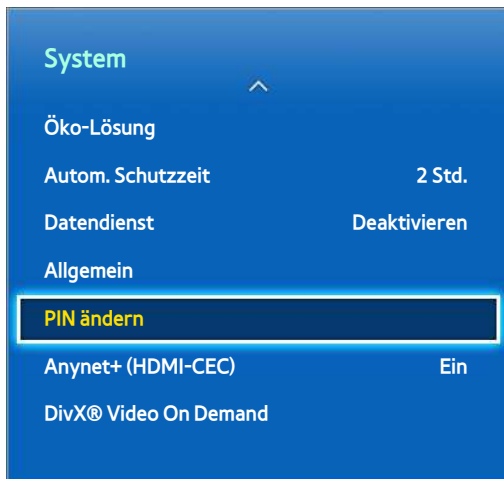 System
Öko-Lösung
Autom. Schutzzeit 2 Std.
Datendienst Deaktivieren
Allgemein
PIN ändern
Anynet+ (HDMI-CEC) Ein
DivX® Video On Demand